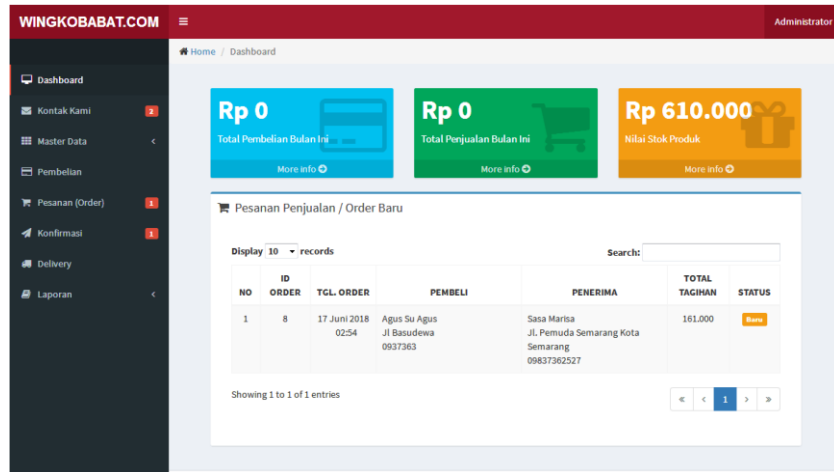 WINGKOBABAT.COM
Administrator
Home / Dashboard
Dashboard
Kontak Kami 2
Master Data
Pembelian
Pesanan (Order) 1
Konfirmasi 1
Delivery
Laporan
Rp 0
Total Pembelian Bulan Ini
More info
Rp 0
Total Penjualan Bulan Ini
More info
Rp 610.000
Nilai Stok Produk
More info
Pesanan Penjualan / Order Baru
Display 10 records
Search:
NO ID ORDER TGL. ORDER PEMBELI PENERIMA TOTAL TAGIHAN STATUS
1 8 17 Juni 2018 Agus Su Agus Sasa Marisa 161.000 Baru
02:54 Jl Basudewa Jl. Pemuda Semarang Kota
0937363 Semarang
09837362527
Showing 1 to 1 of 1 entries
« < 1 > »